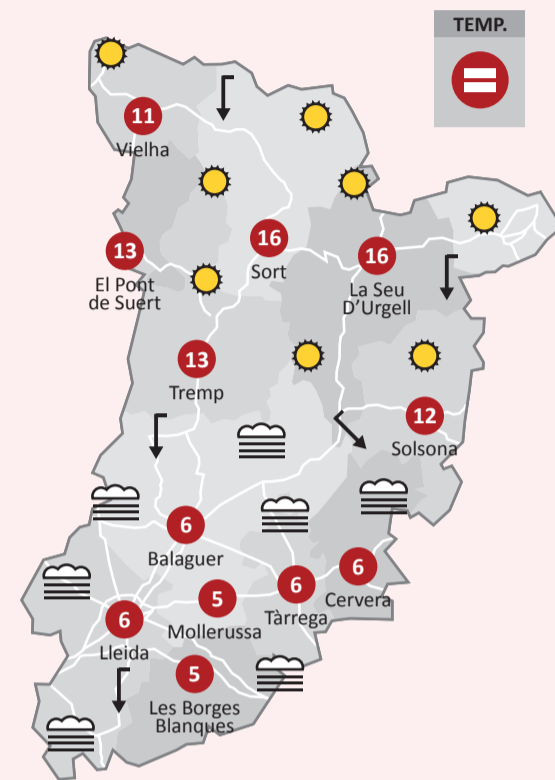 TEMP.
11
Vielha
13
El Pont
de Suert
16
Sort
16
La Seu
D'Urgell
13
Tremp
12
Solsona
6
Balaguer
6
Cervera
6
Tàrrega
5
Mollerussa
6
Lleida
5
Les Borges
Blanques